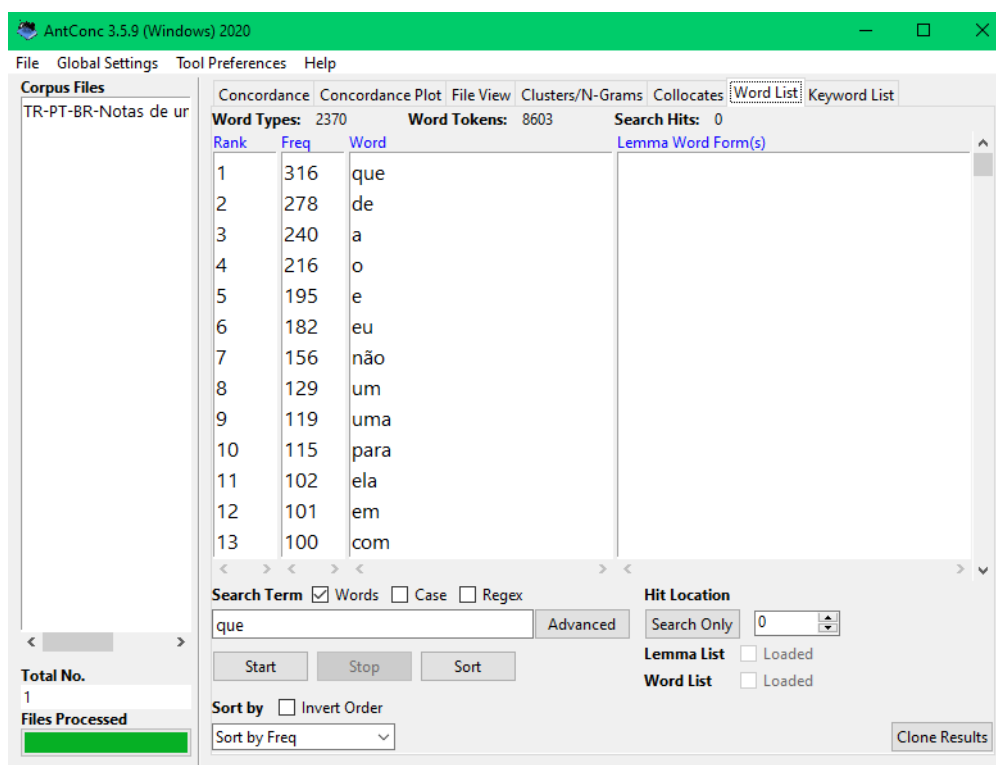 AntConc 3.5.9 (Windows) 2020
File Global Settings Tool Preferences Help
Corpus Files
TR-PT-BR-Notas de ur
Total No.
1
Files Processed
Concordance Concordance Plot File View Clusters/N-Grams Collocates Word List Keyword List
Word Types: 2370 Word Tokens: 8603 Search Hits: 0
Rank Freq Word Lemma Word Form(s)
1 316 que
2 278 de
3 240 a
4 216 o
5 195 e
6 182 eu
7 156 não
8 129 um
9 119 uma
10 115 para
11 102 ela
12 101 em
13 100 com
Search Term Words Case Regex Hit Location
que Advanced Search Only 0
Lemma List Loaded
Start Stop Sort Word List Loaded
Sort by Invert Order
Sort by Freq Clone Results